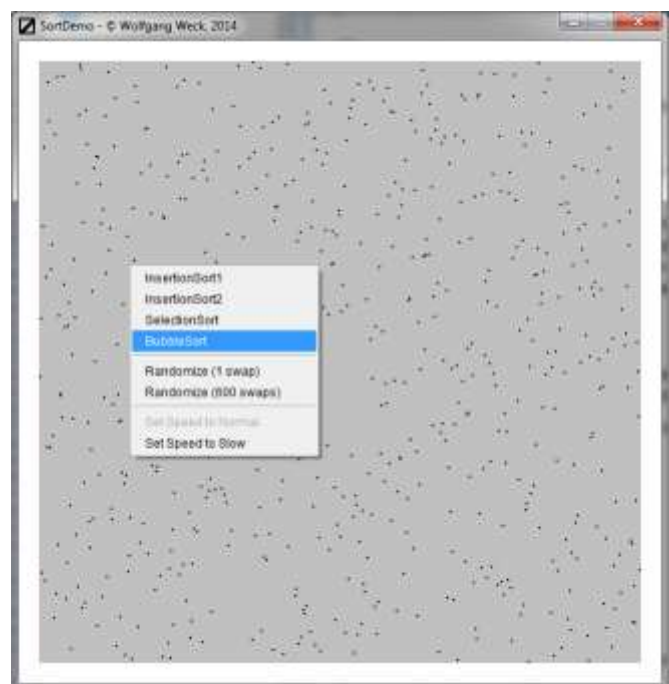 SortDemo - © Wolfgang Weck, 2014
InsertionSort1
InsertionSort2
SelectionSort
BubbleSort
Randomize (1 swap)
Randomize (600 swaps)
Set Speed to Normal
Set Speed to Slow